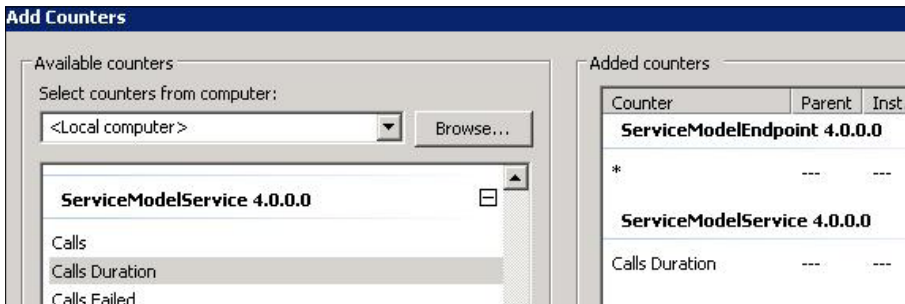 Add Counters
Available counters
Select counters from computer:
<Local computer>
Browse...
ServiceModelService 4.0.0.0
Calls
Calls Duration
Calls Failed
Added counters
Counter Parent Inst
ServiceModelEndpoint 4.0.0.0
* --- ---
ServiceModelService 4.0.0.0
Calls Duration --- ---